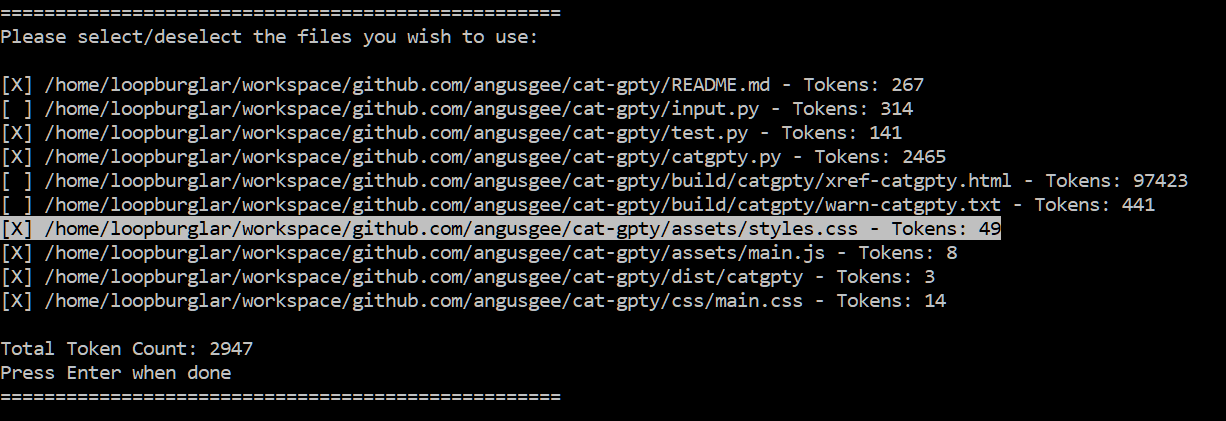 ===================================================
Please select/deselect the files you wish to use:
[X] /home/loopburglar/workspace/github.com/angusgee/cat-gpty/README.md - Tokens: 267
[ ] /home/loopburglar/workspace/github.com/angusgee/cat-gpty/input.py - Tokens: 314
[X] /home/loopburglar/workspace/github.com/angusgee/cat-gpty/test.py - Tokens: 141
[X] /home/loopburglar/workspace/github.com/angusgee/cat-gpty/catgpty.py - Tokens: 2465
[ ] /home/loopburglar/workspace/github.com/angusgee/cat-gpty/build/catgpty/xref-catgpty.html - Tokens: 97423
[ ] /home/loopburglar/workspace/github.com/angusgee/cat-gpty/build/catgpty/warn-catgpty.txt - Tokens: 441
[X] /home/loopburglar/workspace/github.com/angusgee/cat-gpty/assets/styles.css - Tokens: 49
[X] /home/loopburglar/workspace/github.com/angusgee/cat-gpty/assets/main.js - Tokens: 8
[X] /home/loopburglar/workspace/github.com/angusgee/cat-gpty/dist/catgpty - Tokens: 3
[X] /home/loopburglar/workspace/github.com/angusgee/cat-gpty/css/main.css - Tokens: 14
Total Token Count: 2947
Press Enter when done
===================================================